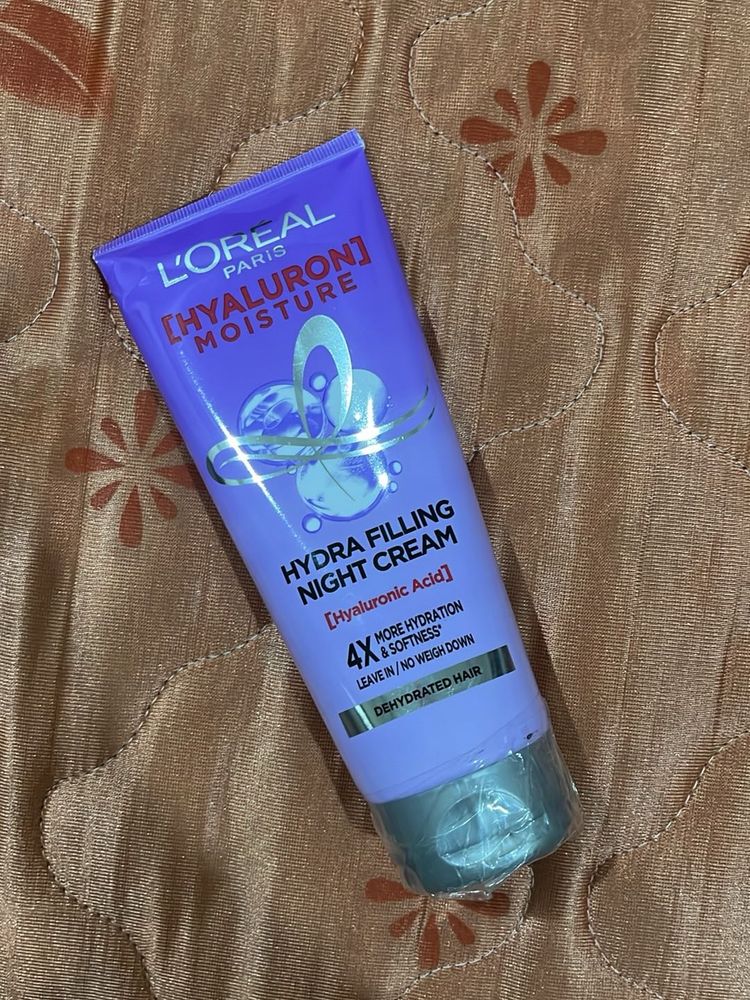 L'ORÉAL
PARIS
[HYALURON]
MOISTURE
HYDRA FILLING
NIGHT CREAM
[Hyaluronic Acid]
4X MORE HYDRATION
& SOFTNESS*
LEAVE IN / NO WEIGH DOWN
DEHYDRATED HAIR